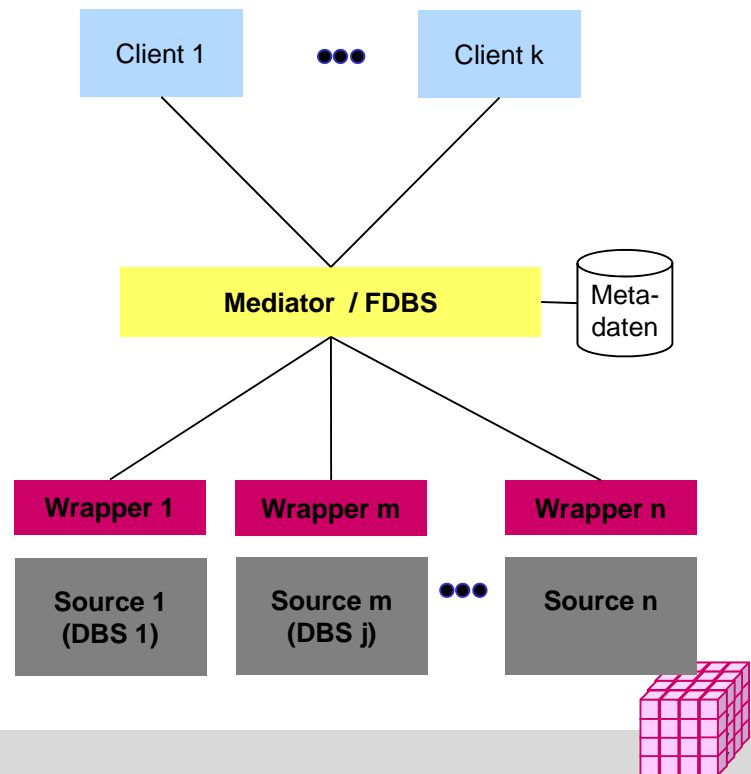 Client 1
Client k
Mediator / FDBS
Meta-
daten
Wrapper 1
Wrapper m
Wrapper n
Source 1
(DBS 1)
Source m
(DBS j)
Source n